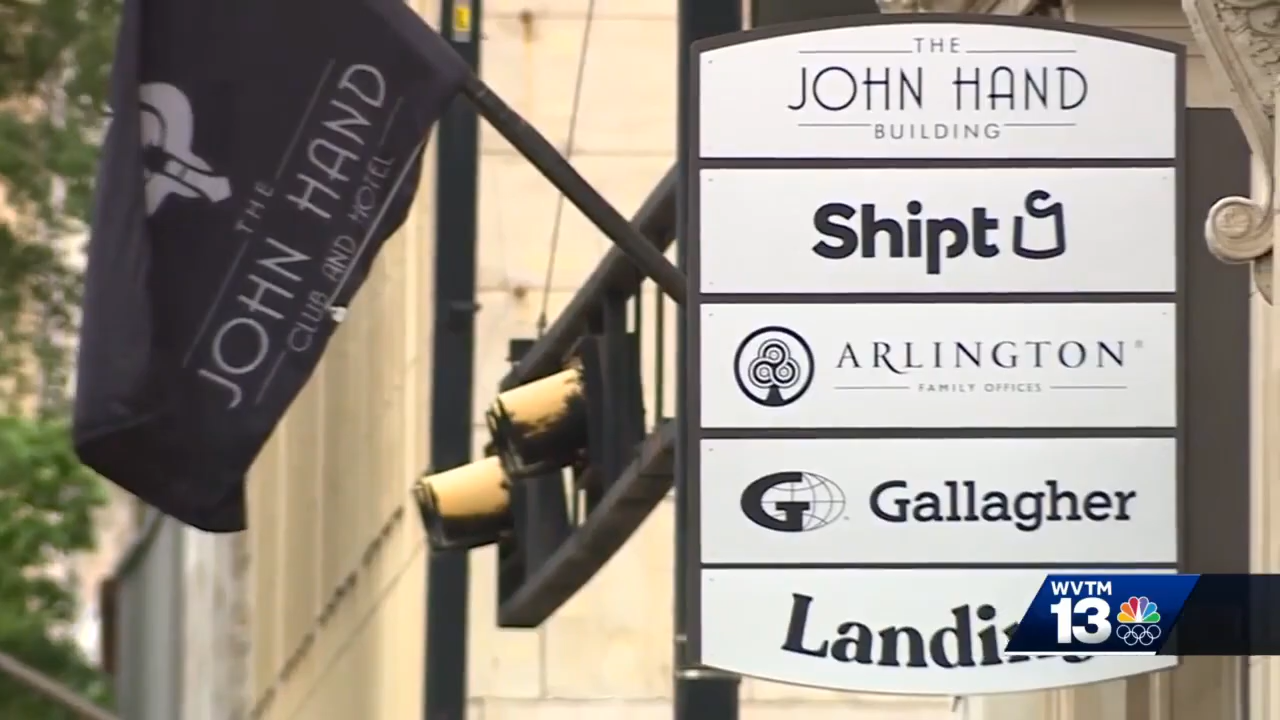 THE
JOHN HAND
CLUB AND HOTEL
THE
JOHN HAND
BUILDING
Shipt
ARLINGTON®
FAMILY OFFICES
G Gallagher
WVTM
13